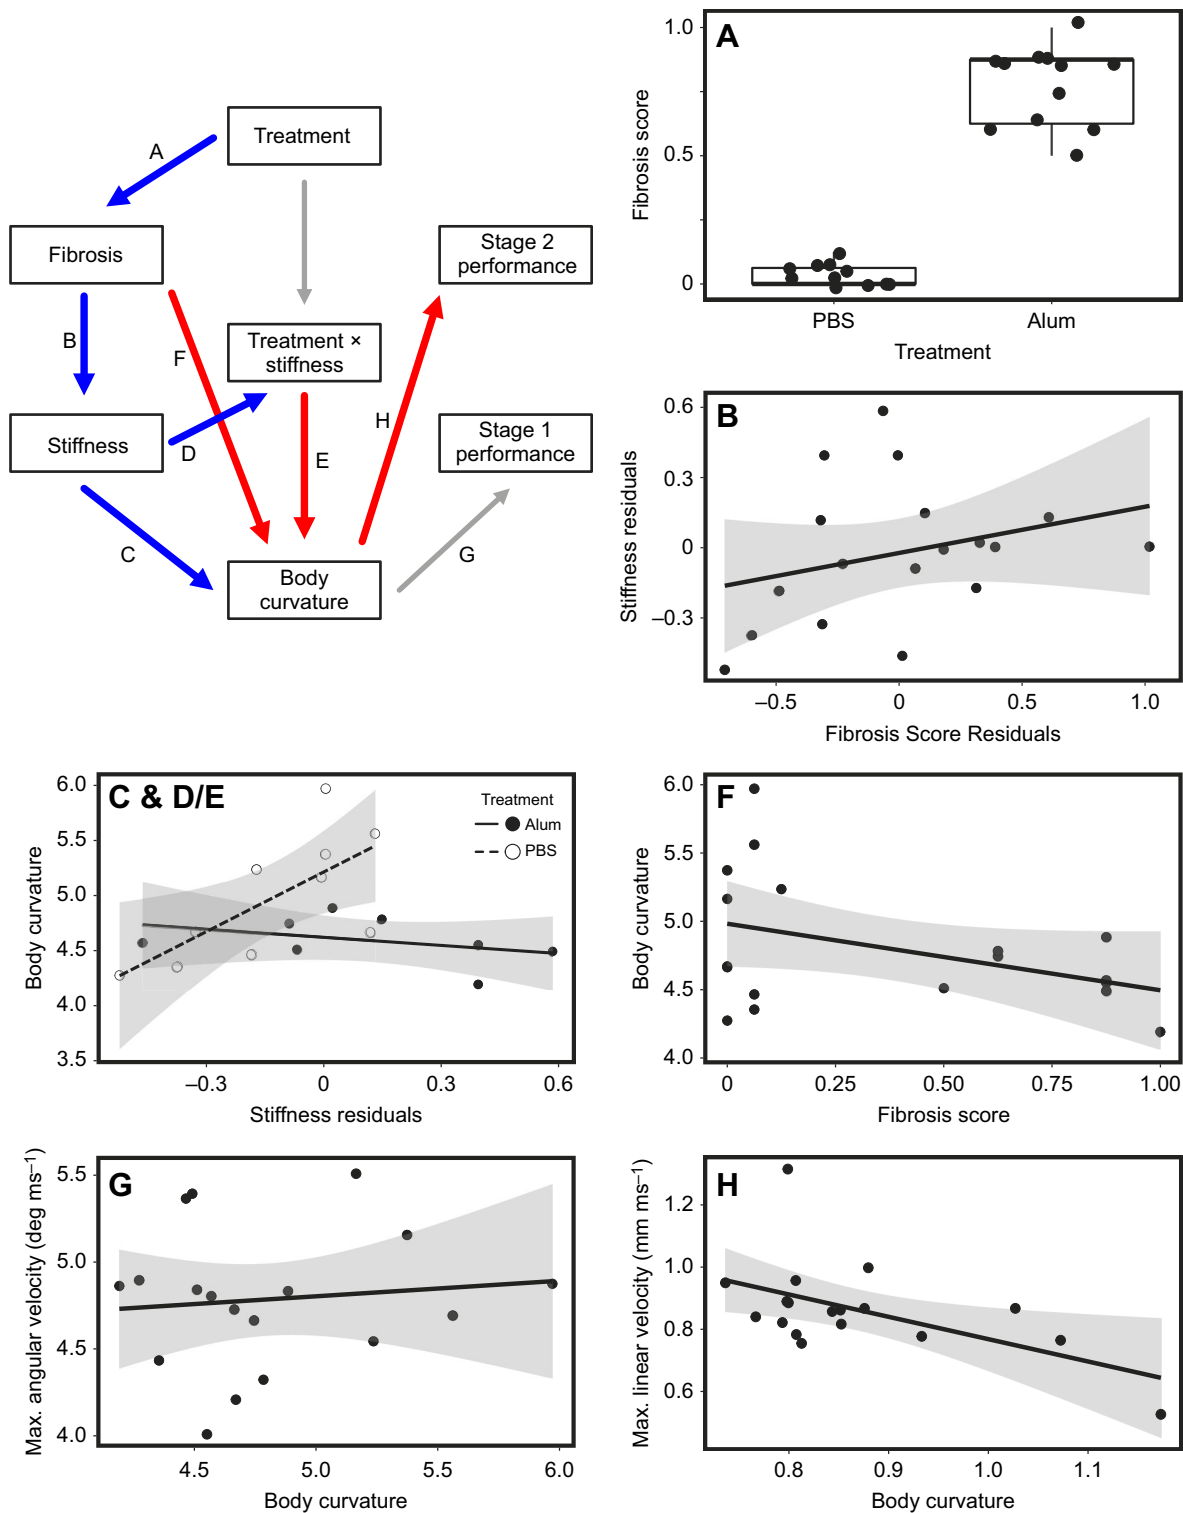 Treatment
A
Fibrosis
Stage 2
performance
B
F
Treatment ×
stiffness
H
Stiffness
D
E
Stage 1
performance
C
G
Body
curvature
A
Fibrosis score
1.0
0.5
0
PBS
Alum
Treatment
B
Stiffness residuals
0.6
0.3
0
–0.3
–0.5
0
0.5
1.0
Fibrosis Score Residuals
C & D/E
Treatment
Alum
PBS
Body curvature
6.0
5.5
5.0
4.5
4.0
3.5
–0.3
0
0.3
0.6
Stiffness residuals
F
Body curvature
6.0
5.5
5.0
4.5
4.0
0
0.25
0.50
0.75
1.00
Fibrosis score
G
Max. angular velocity (deg ms–1)
5.5
5.0
4.5
4.0
4.5
5.0
5.5
6.0
Body curvature
H
Max. linear velocity (mm ms–1)
1.2
1.0
0.8
0.6
0.8
0.9
1.0
1.1
Body curvature